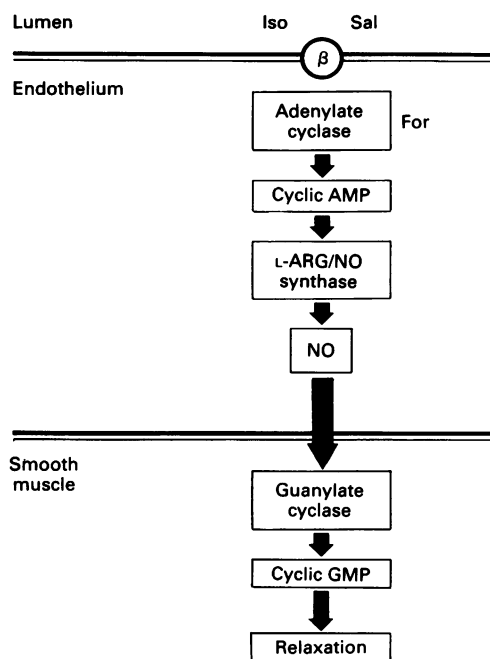 Lumen Iso Sal
β
Endothelium
Adenylate
cyclase
For
Cyclic AMP
L-ARG/NO
synthase
NO
Smooth
muscle
Guanylate
cyclase
Cyclic GMP
Relaxation